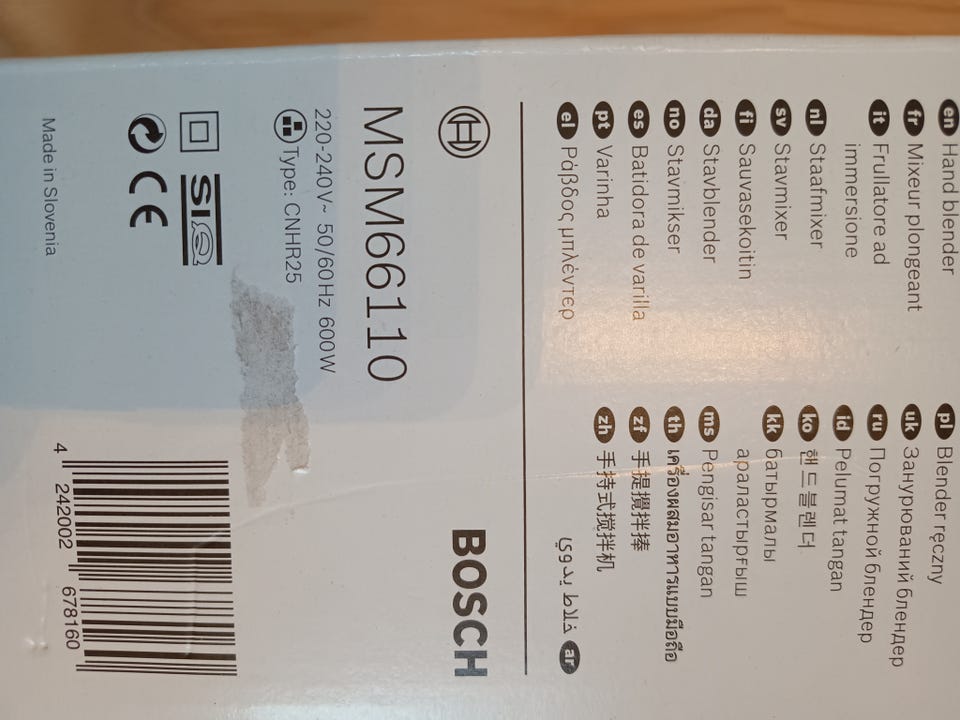 en Hand blender
fr Mixeur plongeant
it Frullatore ad
immersione
nl Staafmixer
sv Stavmixer
fi Sauvasekoitin
da Stavblender
no Stavmikser
es Batidora de varilla
pt Varinha
el Ράβδος μπλέντερ
pl Blender ręczny
uk Занурюваний блендер
ru Погружной блендер
id Pelumat tangan
ko 핸드블렌더
kk батырмалы
араластырғыш
ms Pengisar tangan
th เครื่องผสมอาหารแบบมือถือ
zf 手提攪拌棒
zh 手持式搅拌机
ar خلاط يدوي
BOSCH
MSM66110
220-240V~ 50/60Hz 600W
Type: CNHR25
SIQ
CE
Made in Slovenia
4 242002 678160